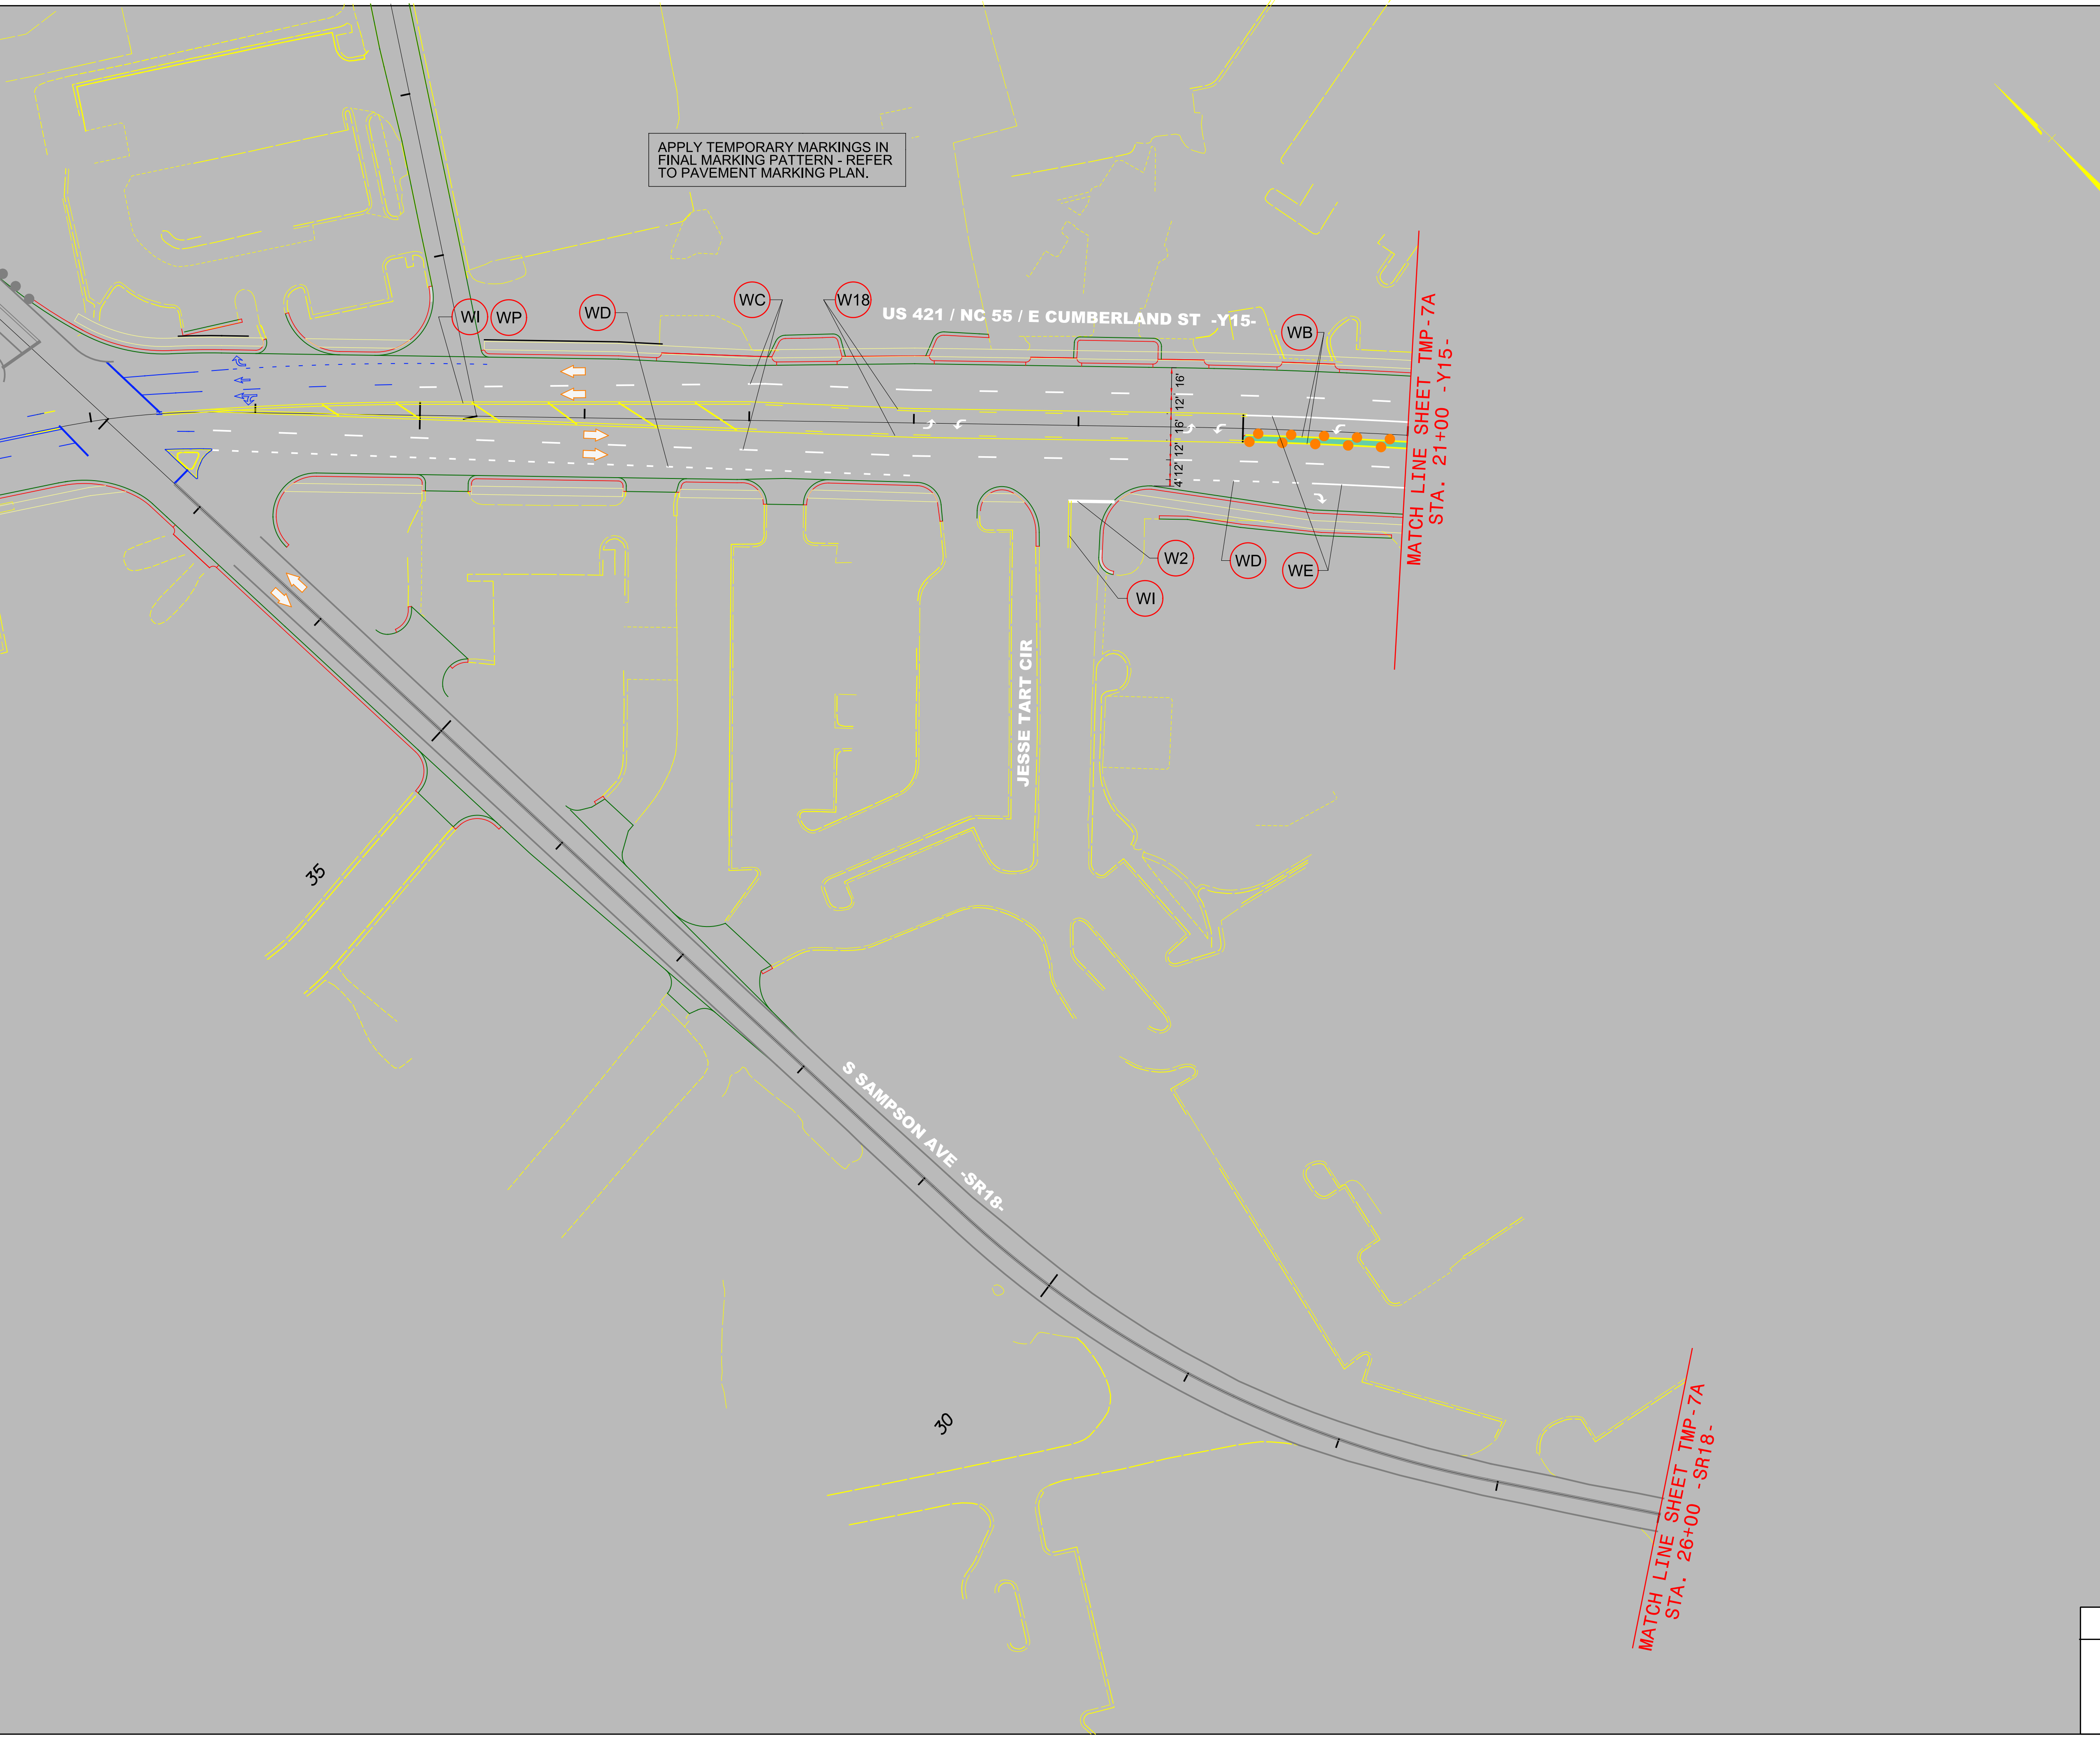 APPLY TEMPORARY MARKINGS IN
FINAL MARKING PATTERN - REFER
TO PAVEMENT MARKING PLAN.
WI
WP
WD
WC
W18
US 421 / NC 55 / E CUMBERLAND ST -Y15-
WB
MATCH LINE SHEET TMP-7A
STA. 21+00 -Y15-
16'
12'
16'
12'
12'
4'
W2
WD
WE
WI
JESSE TART CIR
35
S SAMPSON AVE -SR18-
30
MATCH LINE SHEET TMP-7A
STA. 26+00 -SR18-